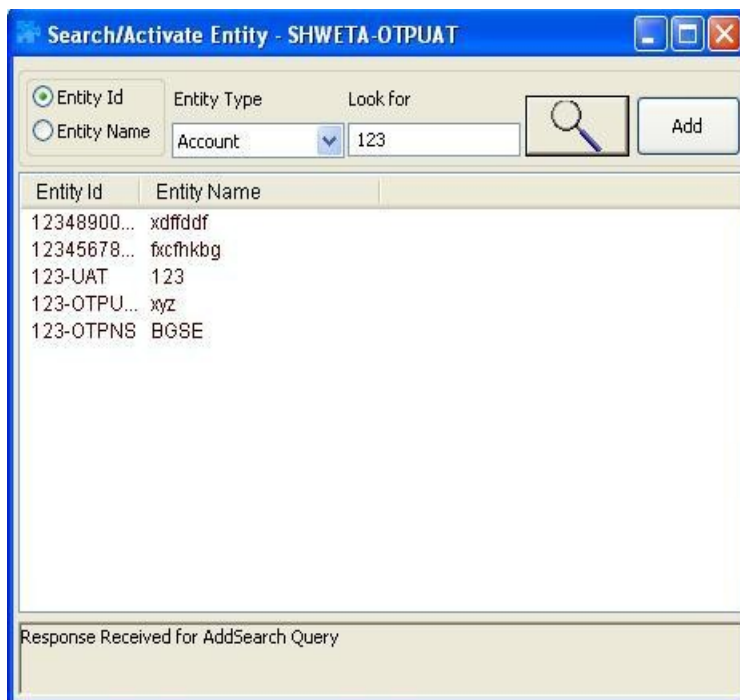 Search/Activate Entity - SHWETA-OTPUAT
Entity Id
Entity Name
Entity Type
Account
Look for
123
Add
Entity Id Entity Name
12348900... xdffddf
12345678... fxcfhkbg
123-UAT 123
123-OTPU... xyz
123-OTPNS BGSE
Response Received for AddSearch Query